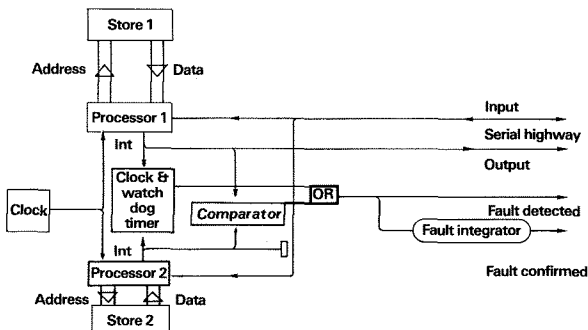 Store 1
Address
Data
Processor 1
Input
Int
Serial highway
Output
Clock &
watch
dog
timer
OR
Clock
Comparator
Fault detected
Fault integrator
Int
Processor 2
Fault confirmed
Address
Data
Store 2